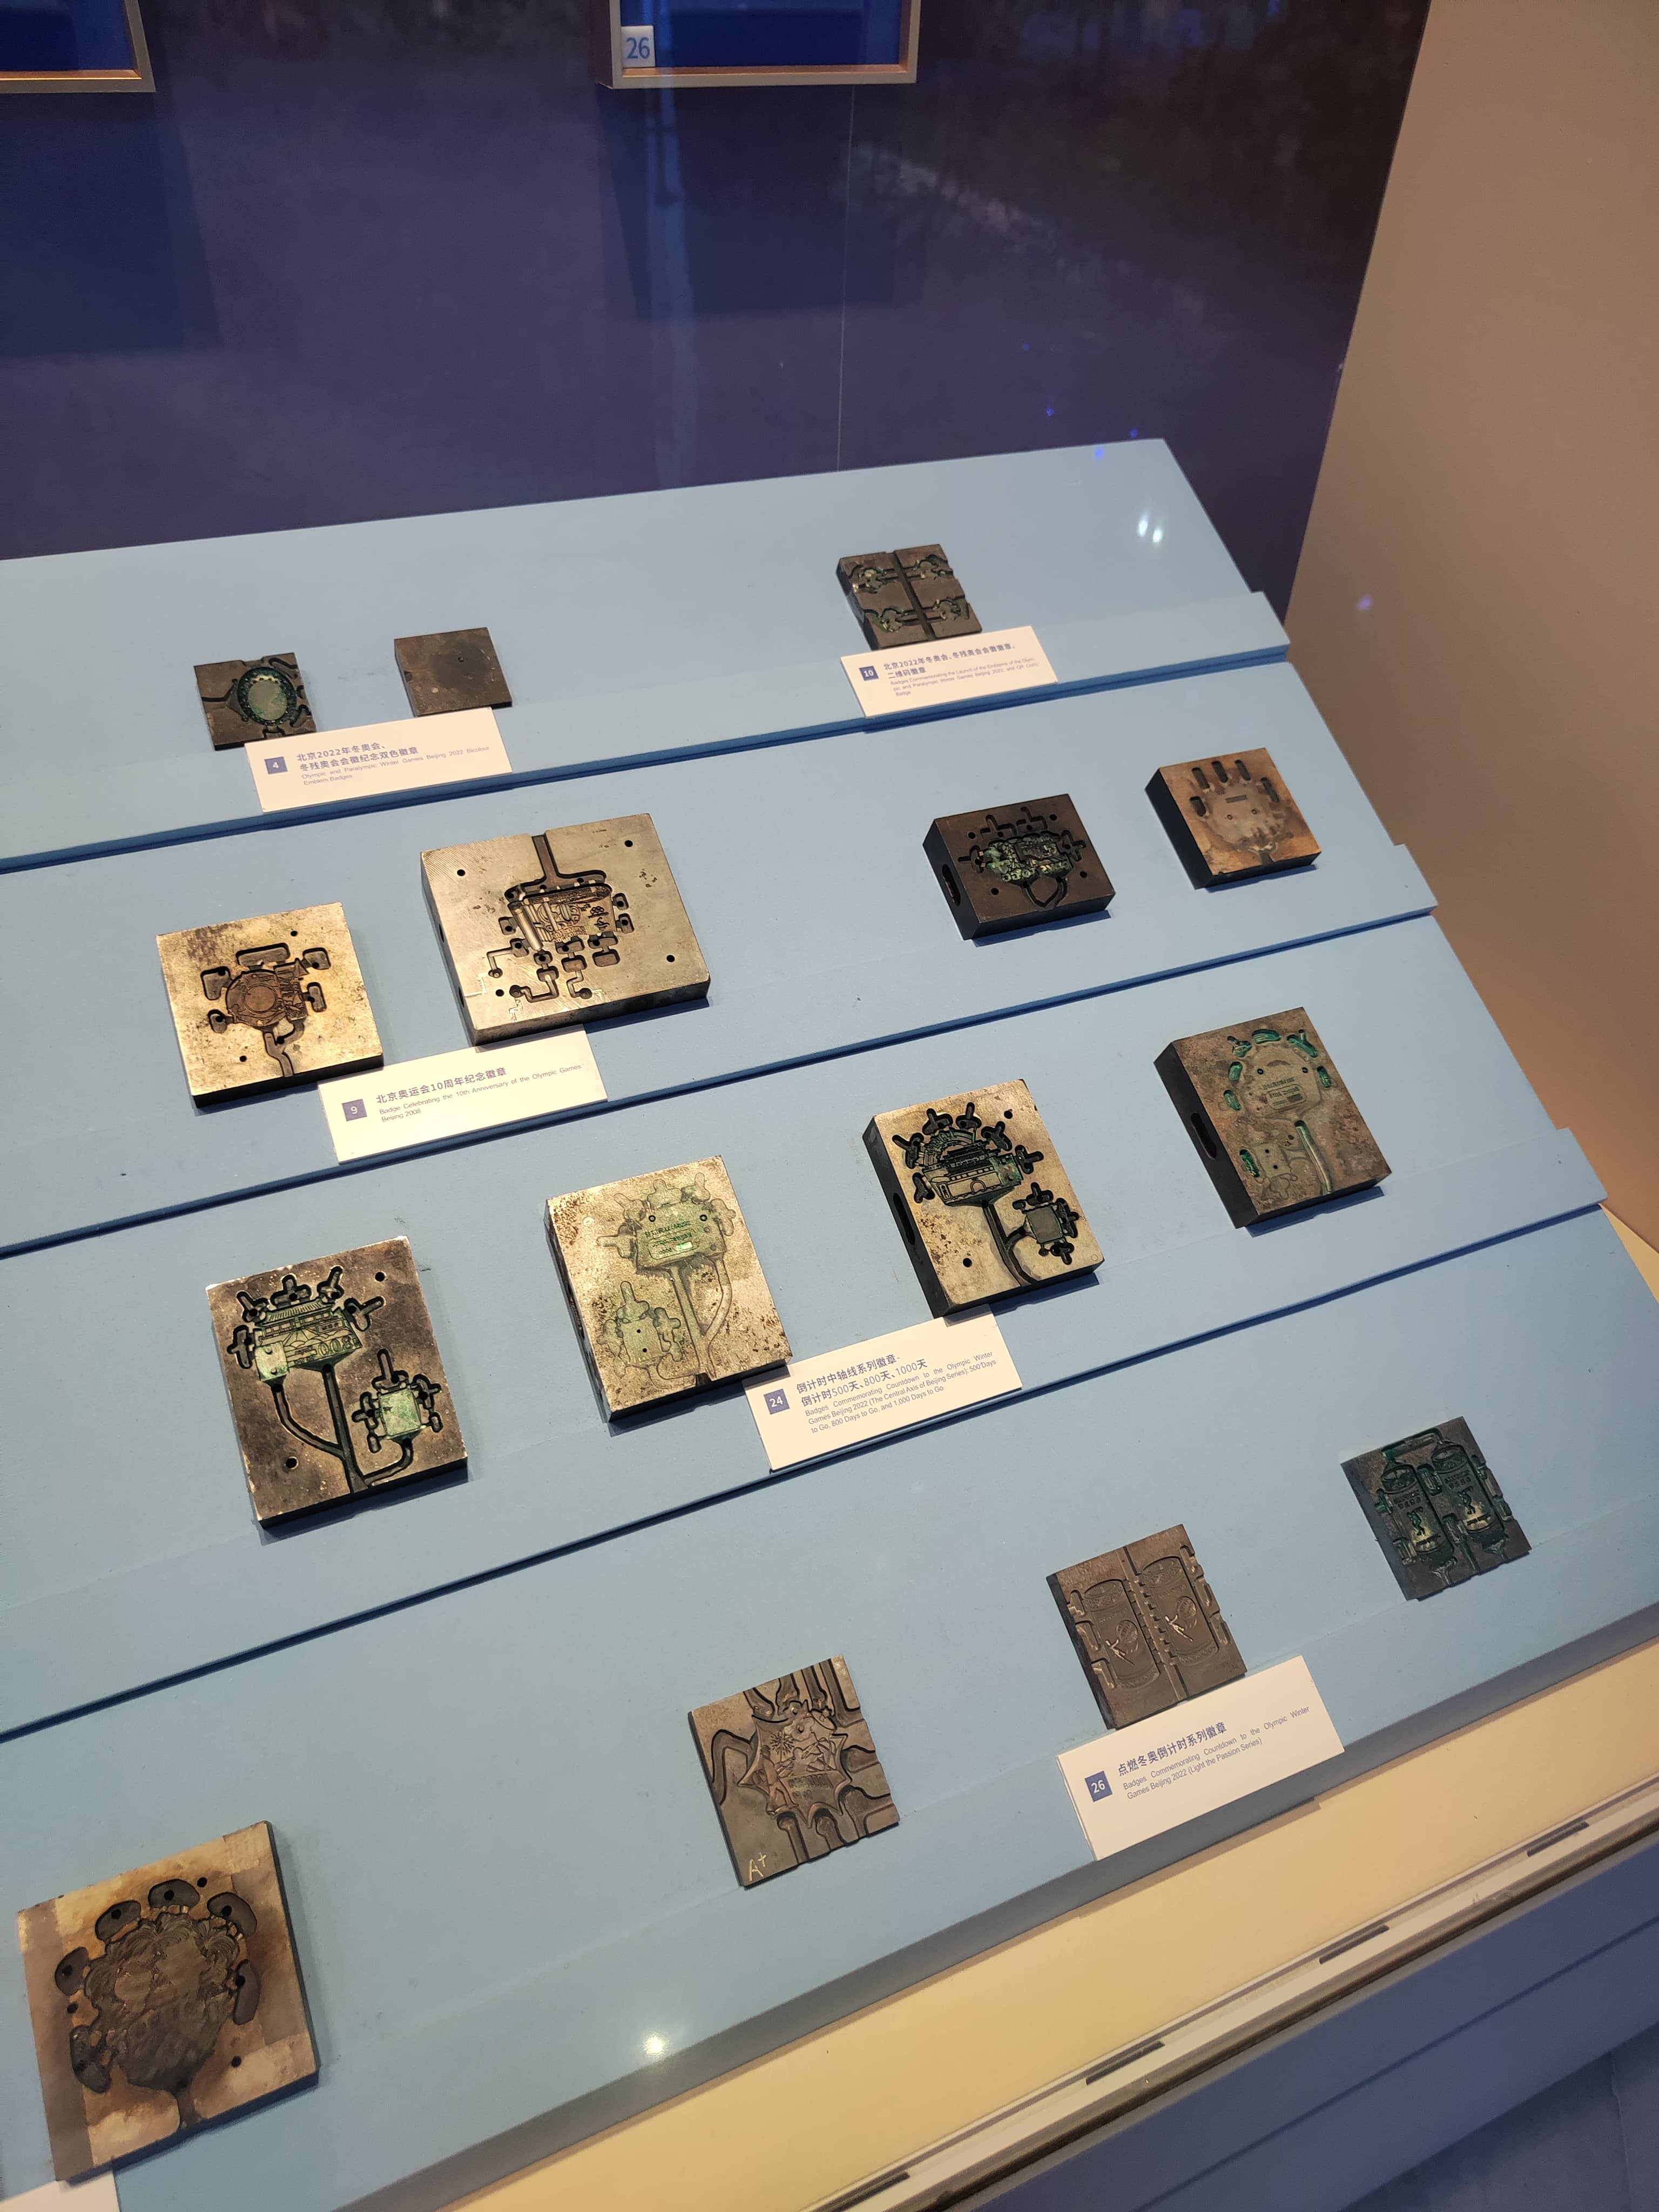 26
10
北京2022年冬奥会、冬残奥会会徽徽章、
二维码徽章
Badges Commemorating the Launch of the Emblems of the Olym-
pic and Paralympic Winter Games Beijing 2022, and QR Code
Badge
4
北京2022年冬奥会、
冬残奥会会徽纪念双色徽章
Olympic and Paralympic Winter Games Beijing 2022 Bicolour
Emblem Badges
9
北京奥运会10周年纪念徽章
Badge Celebrating the 10th Anniversary of the Olympic Games
Beijing 2008
24
倒计时中轴线系列徽章-
倒计时500天、800天、1000天
Badges Commemorating Countdown to the Olympic Winter
Games Beijing 2022 (The Central Axis of Beijing Series): 500 Days
to Go, 800 Days to Go, and 1,000 Days to Go
26
点燃冬奥倒计时系列徽章
Badges Commemorating Countdown to the Olympic Winter
Games Beijing 2022 (Light the Passion Series)
A+